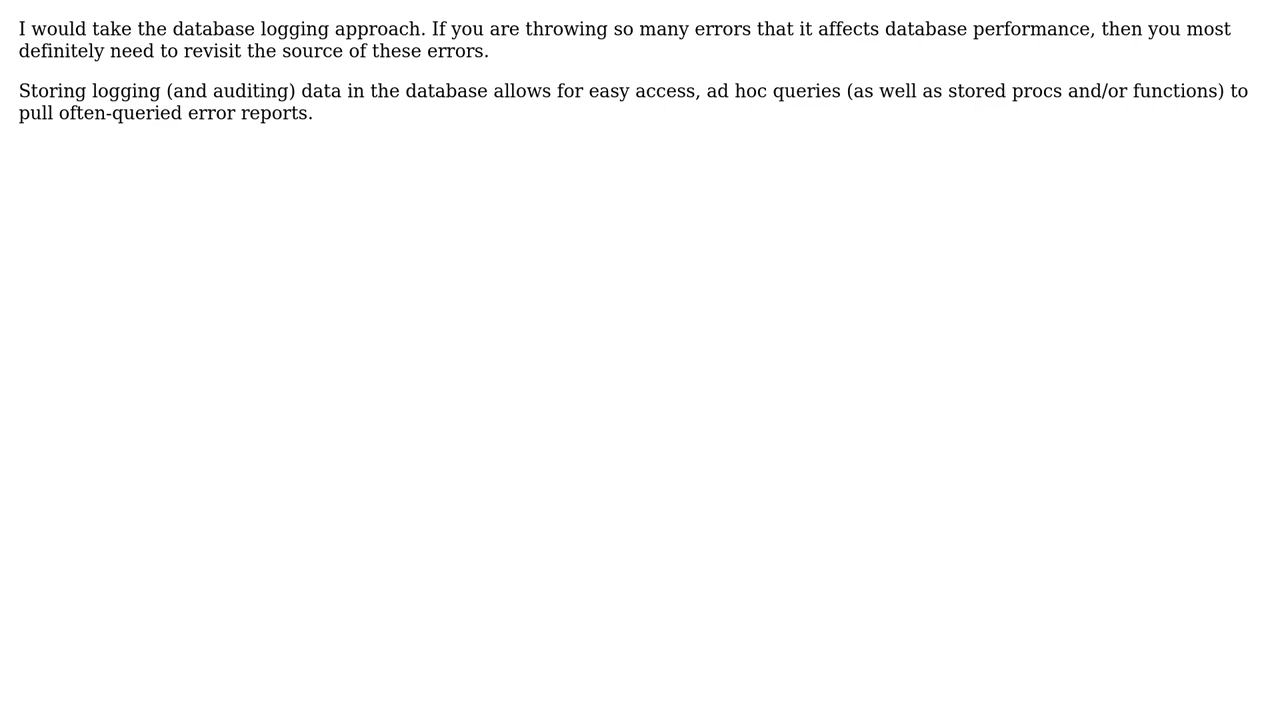 I would take the database logging approach. If you are throwing so many errors that it affects database performance, then you most
definitely need to revisit the source of these errors.
Storing logging (and auditing) data in the database allows for easy access, ad hoc queries (as well as stored procs and/or functions) to
pull often-queried error reports.